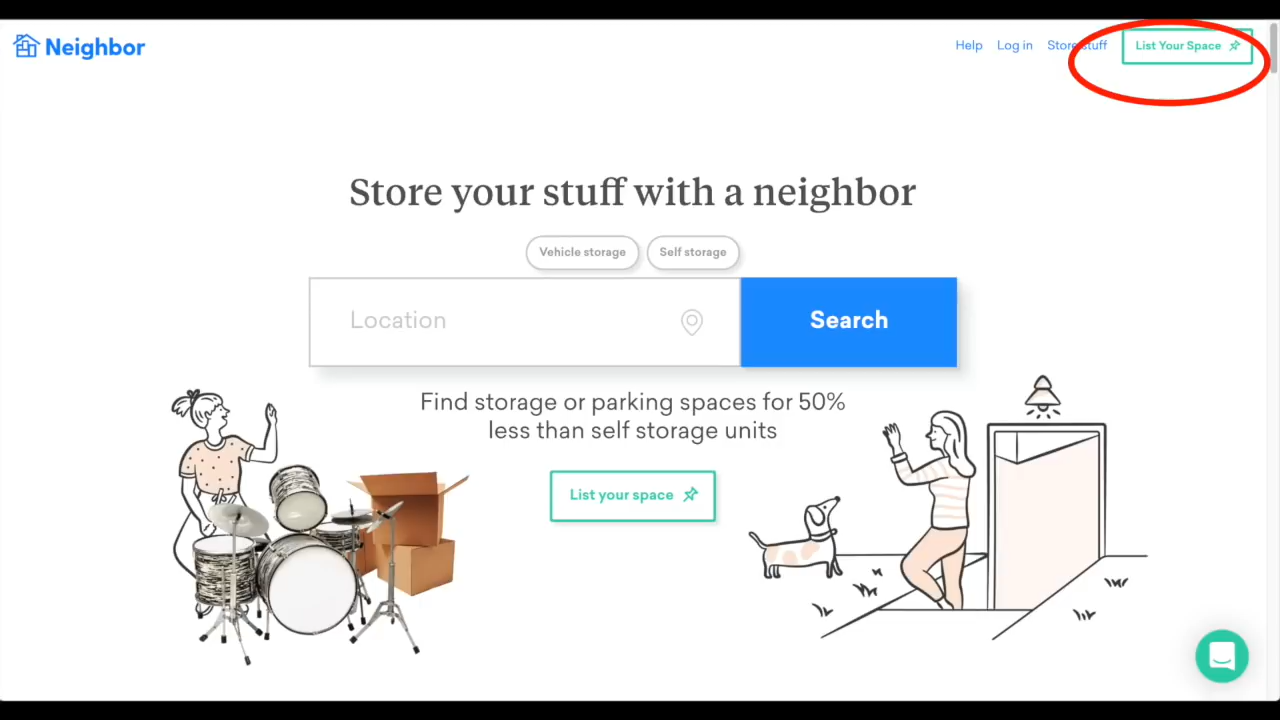 Neighbor
Help Log in Store stuff List Your Space
Store your stuff with a neighbor
Vehicle storage Self storage
Location Search
Find storage or parking spaces for 50%
less than self storage units
List your space